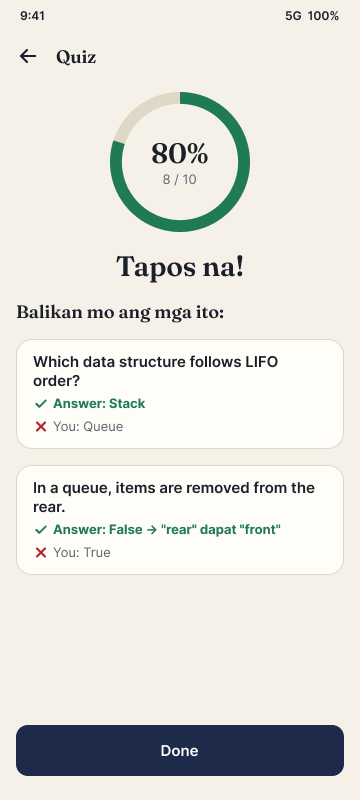 9:41
5G 100%
Quiz
80%
8 / 10
Tapos na!
Balikan mo ang mga ito:
Which data structure follows LIFO
order?
Answer: Stack
You: Queue
In a queue, items are removed from the
rear.
Answer: False → "rear" dapat "front"
You: True
Done